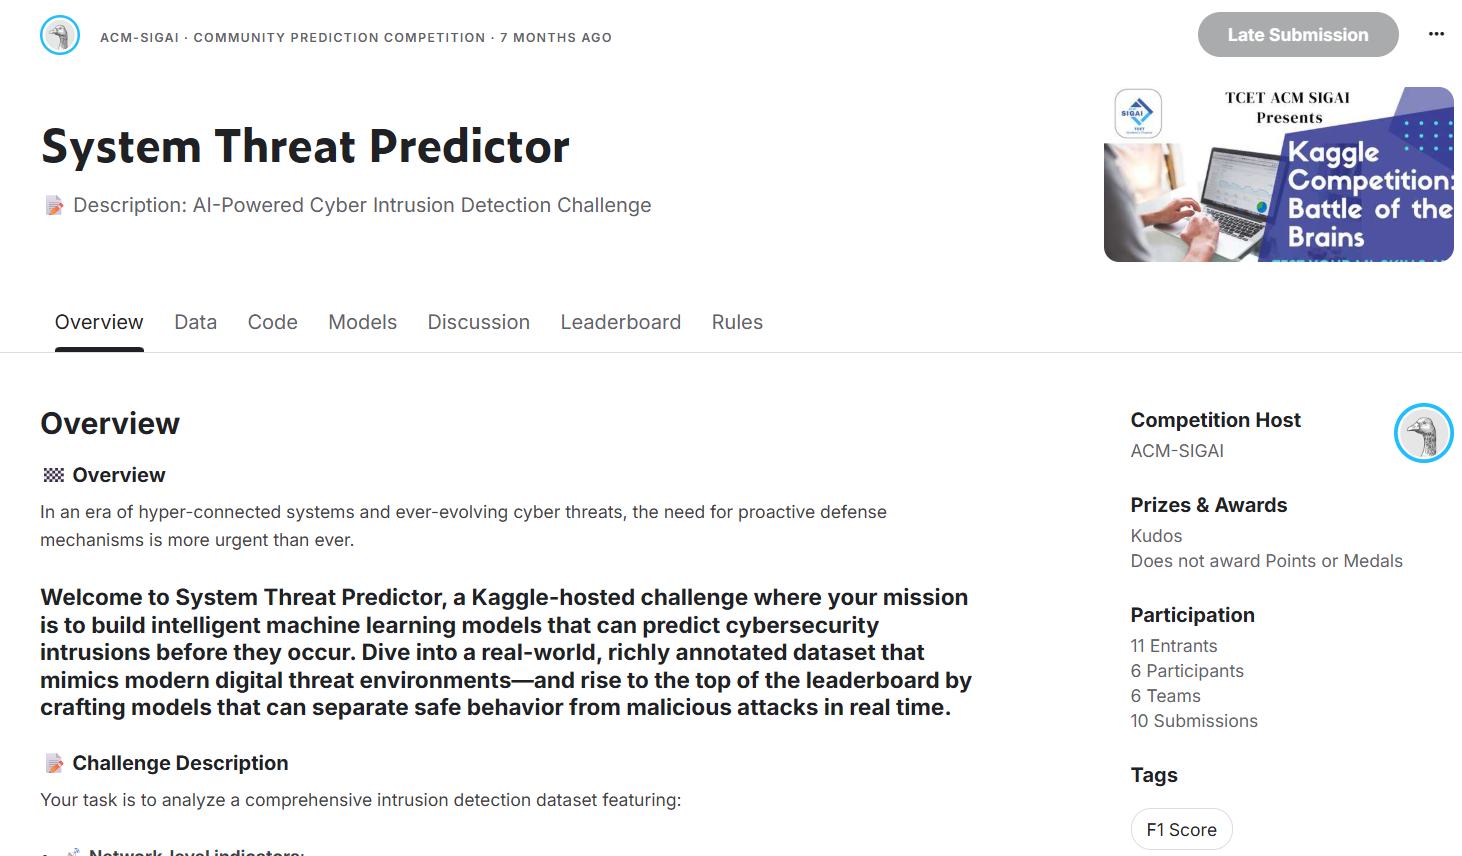 ACM-SIGAI · COMMUNITY PREDICTION COMPETITION · 7 MONTHS AGO
Late Submission
System Threat Predictor
Description: AI-Powered Cyber Intrusion Detection Challenge
SIGAI
TCET
TCET ACM SIGAI
Presents
Kaggle
Competition:
Battle of the
Brains
Overview Data Code Models Discussion Leaderboard Rules
Overview
Overview
In an era of hyper-connected systems and ever-evolving cyber threats, the need for proactive defense
mechanisms is more urgent than ever.
Welcome to System Threat Predictor, a Kaggle-hosted challenge where your mission
is to build intelligent machine learning models that can predict cybersecurity
intrusions before they occur. Dive into a real-world, richly annotated dataset that
mimics modern digital threat environments—and rise to the top of the leaderboard by
crafting models that can separate safe behavior from malicious attacks in real time.
Challenge Description
Your task is to analyze a comprehensive intrusion detection dataset featuring:
Network-level indicators:
Competition Host
ACM-SIGAI
Prizes & Awards
Kudos
Does not award Points or Medals
Participation
11 Entrants
6 Participants
6 Teams
10 Submissions
Tags
F1 Score